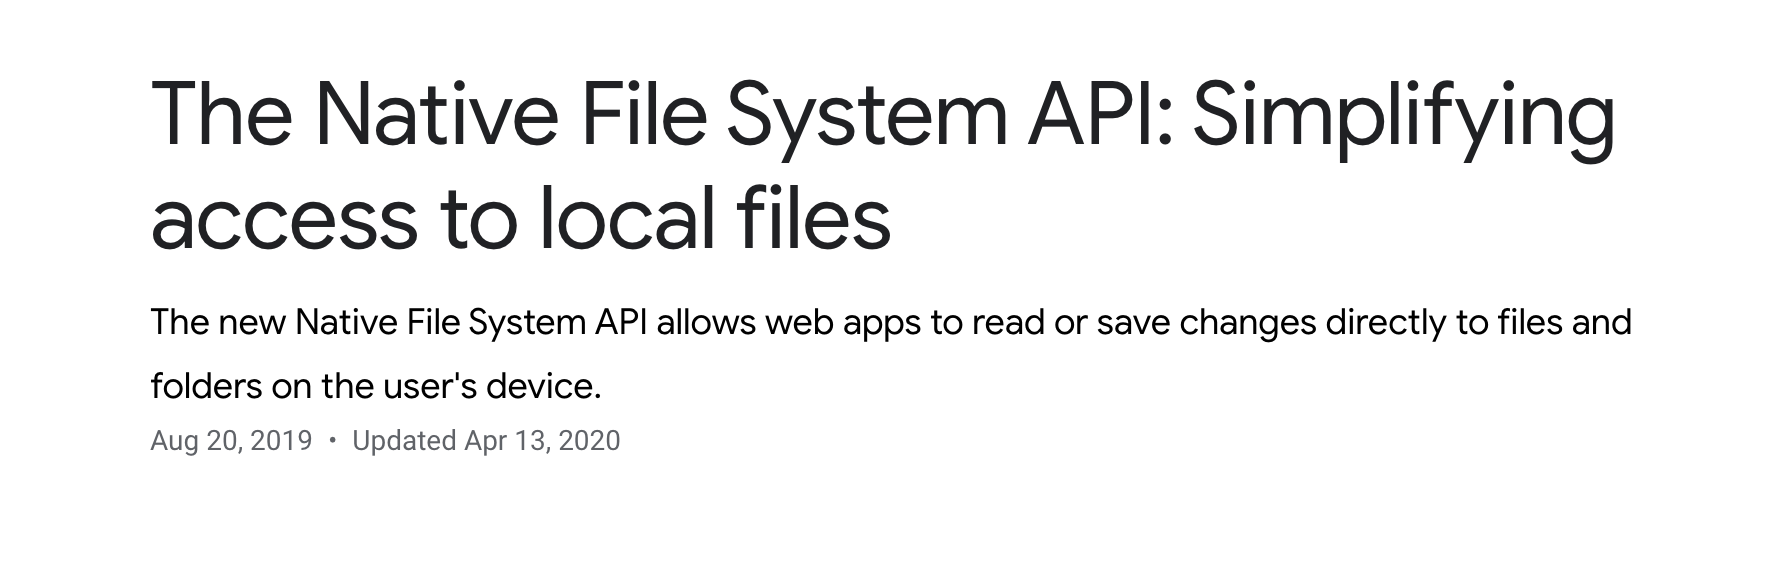 The Native File System API: Simplifying
access to local files
The new Native File System API allows web apps to read or save changes directly to files and
folders on the user's device.
Aug 20, 2019 • Updated Apr 13, 2020